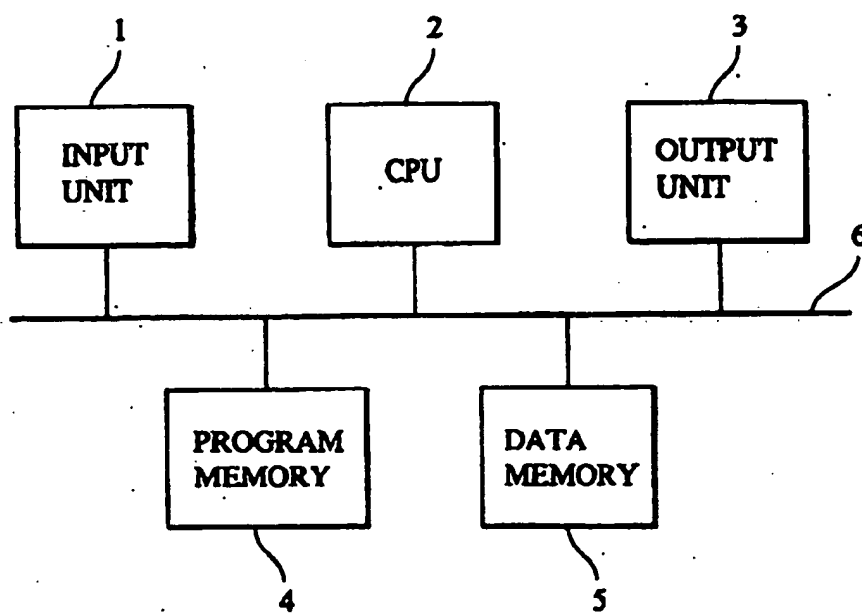 1
2
3
INPUT
UNIT
CPU
OUTPUT
UNIT
6
PROGRAM
MEMORY
DATA
MEMORY
4
5